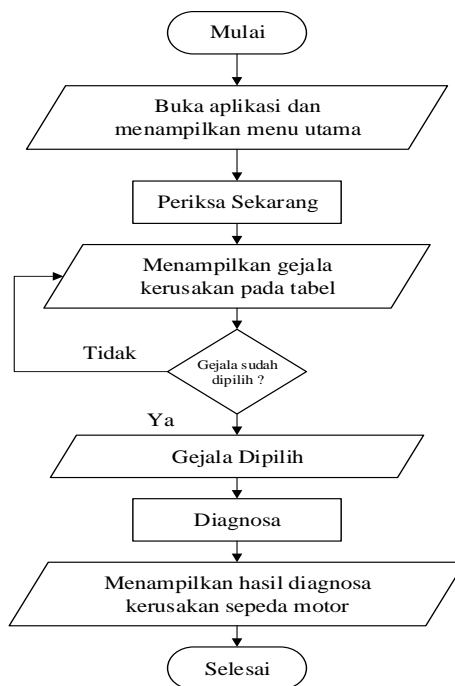 Mulai
Buka aplikasi dan
menampilkan menu utama
Periksa Sekarang
Menampilkan gejala
kerusakan pada tabel
Tidak
Gejala sudah
dipilih ?
Ya
Gejala Dipilih
Diagnosa
Menampilkan hasil diagnosa
kerusakan sepeda motor
Selesai